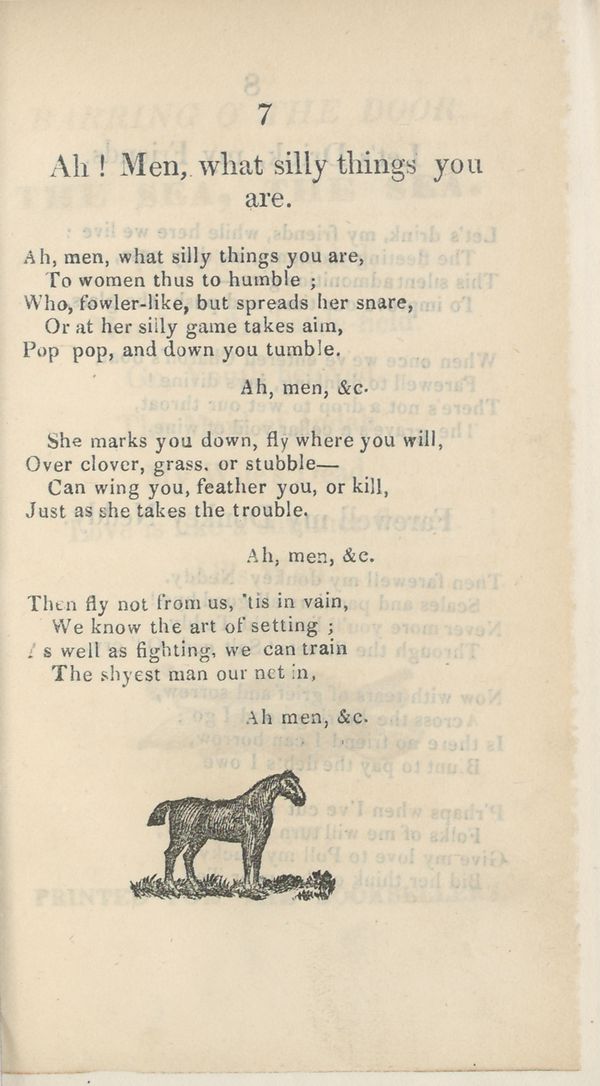 7
Ah ! Men, what silly things you
are.
Ah, men, what silly things you are,
To women thus to humble ;
Who, fowler-like, but spreads her snare,
Or at her silly game takes aim,
Pop pop, and down you tumble.
Ah, men, &c.
She marks you down, fly where you will,
Over clover, grass. or stubble—
Can wing you, feather you, or kill,
Just as she takes the trouble.
Ah, men, &c.
Then fly not from us, 'tis in vain,
We know the art of setting ;
As well as fighting, we can train
The shyest man our net in,
Ah men, &c.